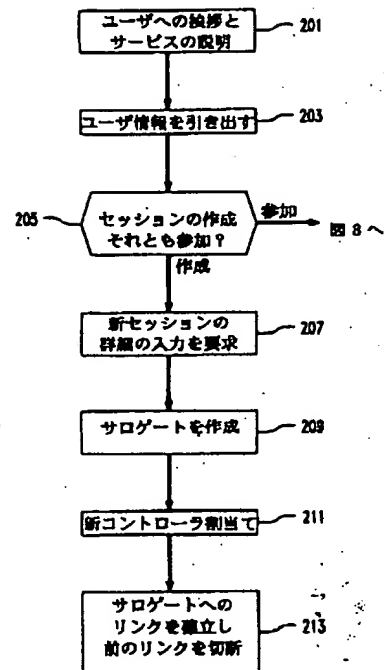 ユーザへの挨拶と
サービスの説明
201
ユーザ情報を引き出す
203
205
セッションの作成
それとも参加?
参加
図 8 へ
作成
新セッションの
詳細の入力を要求
207
サロゲートを作成
209
新コントローラ割当て
211
サロゲートへの
リンクを確立し
前のリンクを切断
213